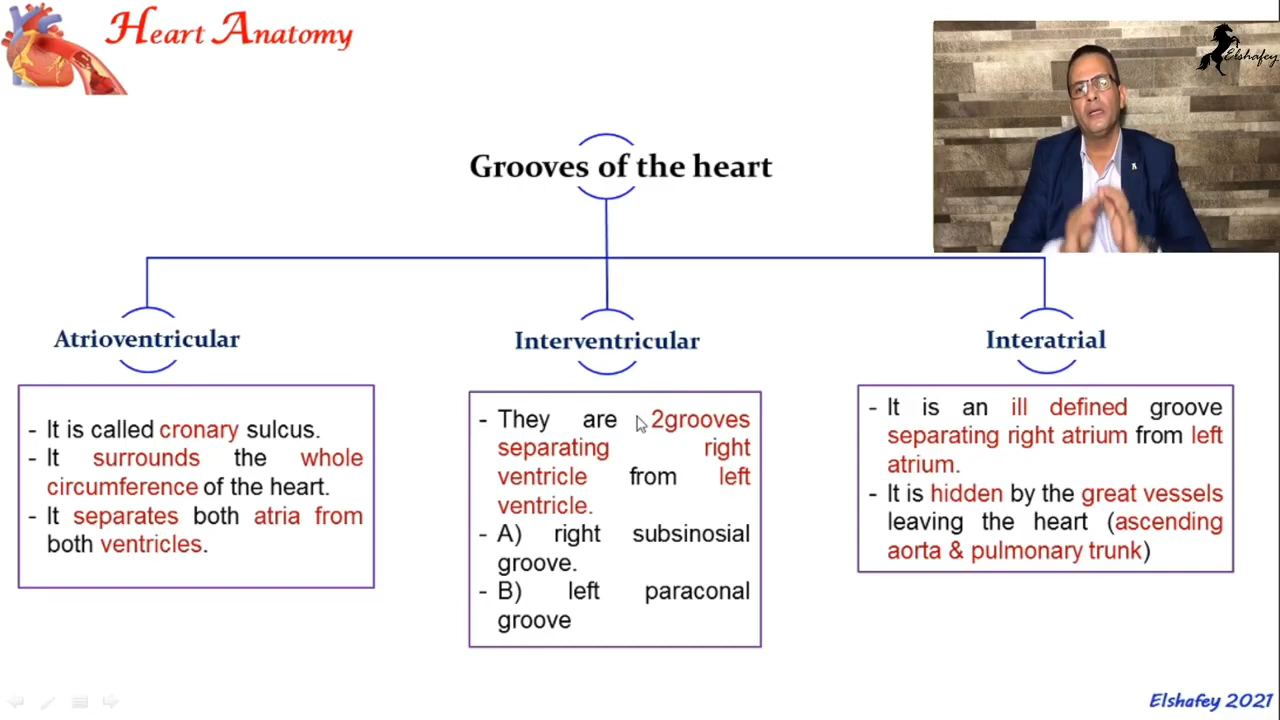 Heart Anatomy
Elshafey
Grooves of the heart
Atrioventricular
- It is called cronary sulcus.
- It surrounds the whole
circumference of the heart.
- It separates both atria from
both ventricles.
Interventricular
- They are 2grooves
separating right
ventricle from left
ventricle.
- A) right subsinosial
groove.
- B) left paraconal
groove
Interatrial
- It is an ill defined groove
separating right atrium from left
atrium.
- It is hidden by the great vessels
leaving the heart (ascending
aorta & pulmonary trunk)
Elshafey 2021